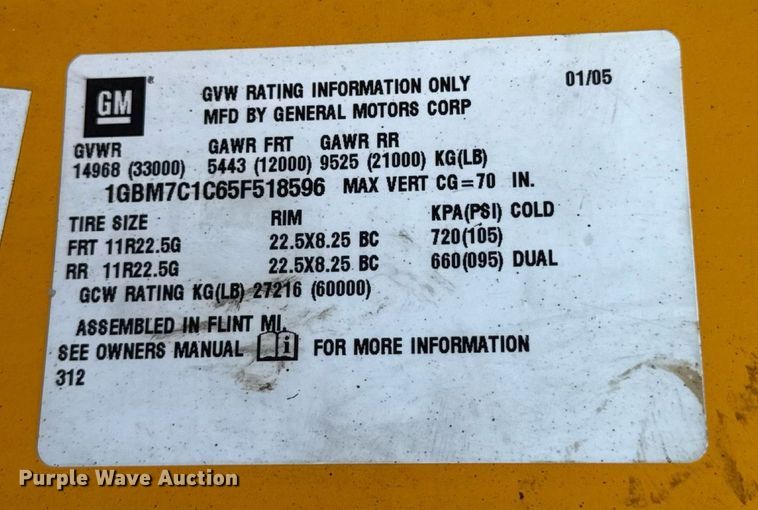 GM ®
GVW RATING INFORMATION ONLY 01/05
MFD BY GENERAL MOTORS CORP
GVWR GAWR FRT GAWR RR
14968 (33000) 5443 (12000) 9525 (21000) KG(LB)
1GBM7C1C65F518596 MAX VERT CG=70 IN.
TIRE SIZE RIM KPA(PSI) COLD
FRT 11R22.5G 22.5X8.25 BC 720(105)
RR 11R22.5G 22.5X8.25 BC 660(095) DUAL
GCW RATING KG(LB) 27216 (60000)
ASSEMBLED IN FLINT MI.
SEE OWNERS MANUAL i FOR MORE INFORMATION
312
Purple Wave Auction